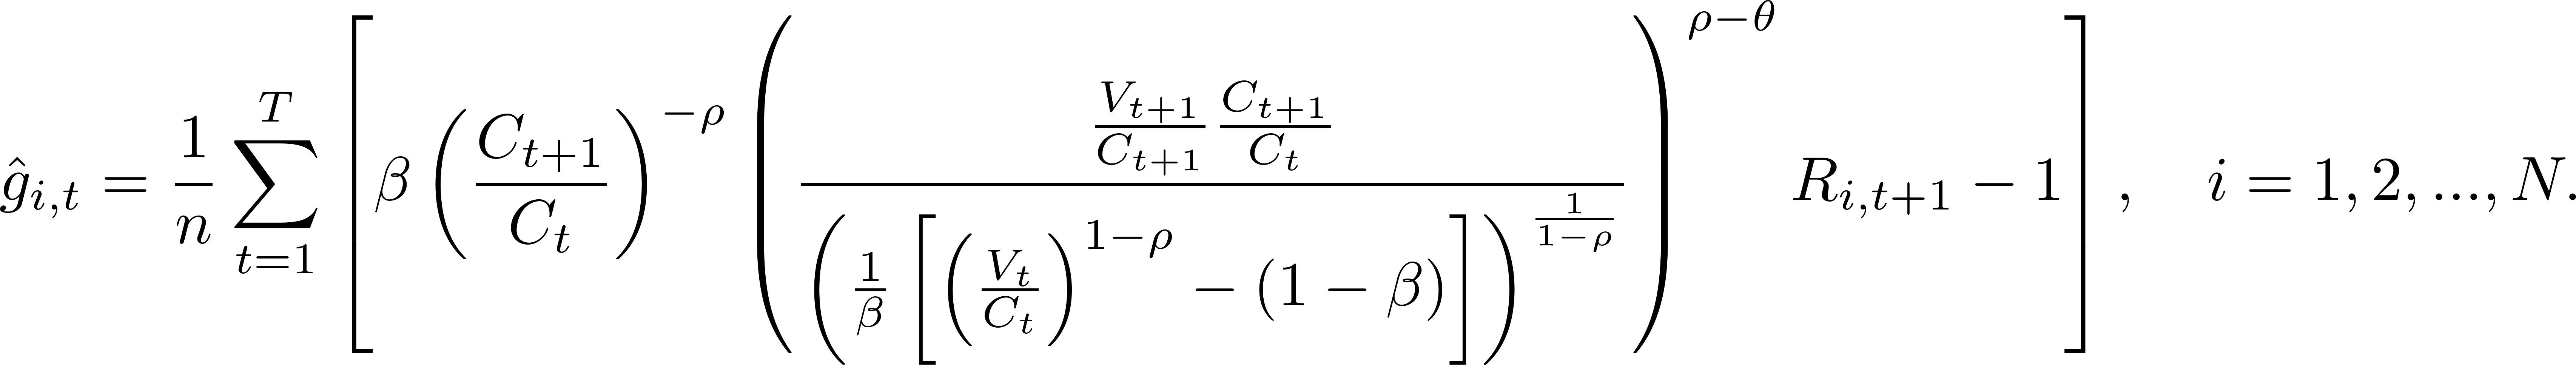 \hat{g}_{i,t} = \frac{1}{n} \sum_{t=1}^{T} \left[ \beta \left( \frac{C_{t+1}}{C_t} \right)^{-\rho} \left( \frac{\frac{V_{t+1}}{C_{t+1}} \frac{C_{t+1}}{C_t}}{\left( \frac{1}{\beta} \left[ \left( \frac{V_t}{C_t} \right)^{1-\rho} - (1-\beta) \right] \right)^{\frac{1}{1-\rho}}} \right)^{\rho-\theta} R_{i,t+1} - 1 \right], \quad i = 1, 2, ..., N.